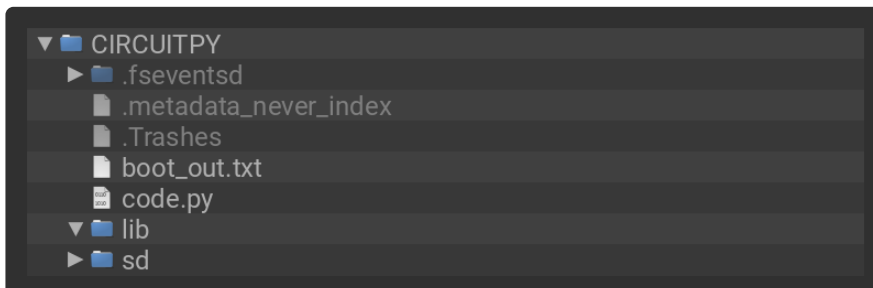 CIRCUITPY
.fseventsd
.metadata_never_index
.Trashes
boot_out.txt
code.py
lib
sd